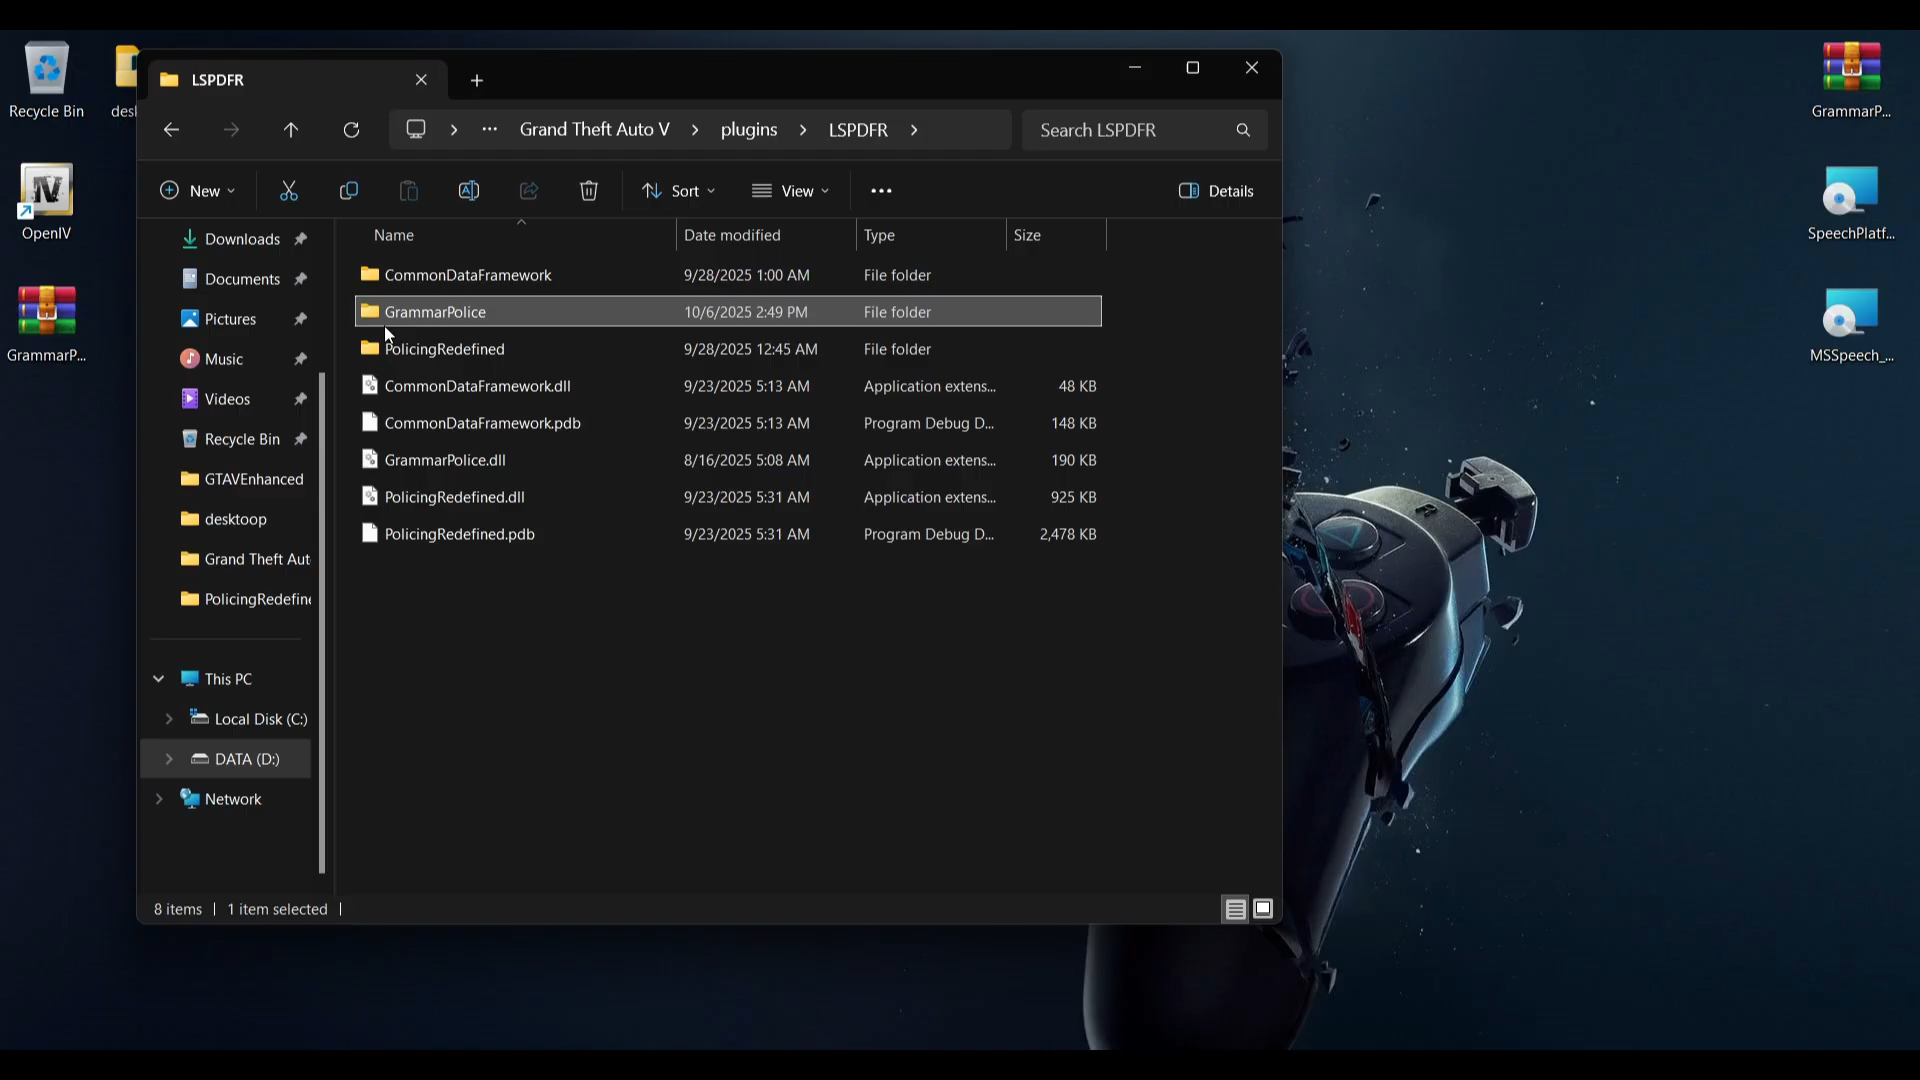 Recycle Bin
OpenIV
GrammarP...
LSPDFR
... Grand Theft Auto V plugins LSPDFR
Search LSPDFR
New Sort View ... Details
Downloads
Documents
Pictures
Music
Videos
Recycle Bin
GTAVEnhanced
desktoop
Grand Theft Aut
PolicingRedefine
This PC
Local Disk (C:)
DATA (D:)
Network
Name Date modified Type Size
CommonDataFramework 9/28/2025 1:00 AM File folder
GrammarPolice 10/6/2025 2:49 PM File folder
PolicingRedefined 9/28/2025 12:45 AM File folder
CommonDataFramework.dll 9/23/2025 5:13 AM Application extens... 48 KB
CommonDataFramework.pdb 9/23/2025 5:13 AM Program Debug D... 148 KB
GrammarPolice.dll 8/16/2025 5:08 AM Application extens... 190 KB
PolicingRedefined.dll 9/23/2025 5:31 AM Application extens... 925 KB
PolicingRedefined.pdb 9/23/2025 5:31 AM Program Debug D... 2,478 KB
8 items 1 item selected
GrammarP...
SpeechPlatf...
MSSpeech_...